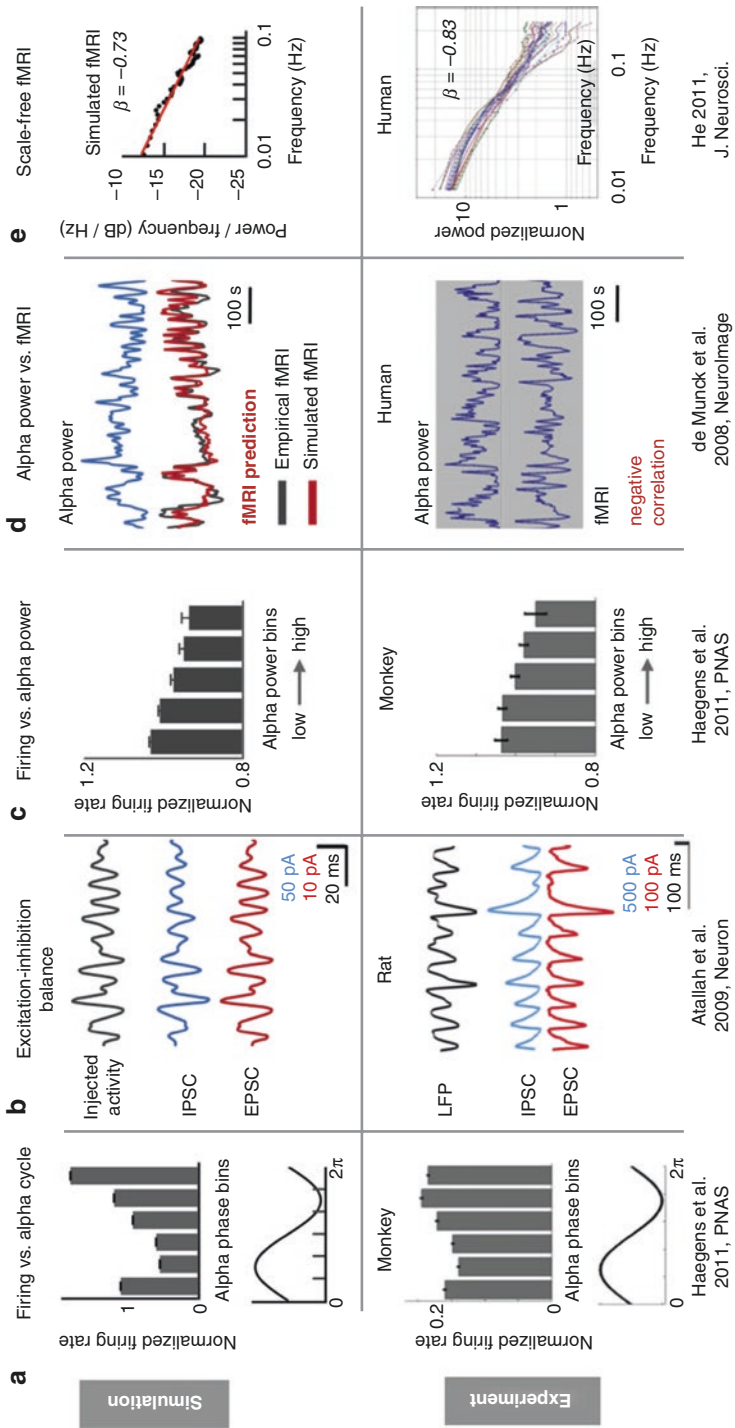 a
Firing vs. alpha cycle
Simulation
Normalized firing rate
1
0
Alpha phase bins
0
2π
Experiment
Monkey
Normalized firing rate
0.2
0
Alpha phase bins
0
2π
Haegens et al.
2011, PNAS
b
Excitation-inhibition
balance
Injected
activity
IPSC
EPSC
50 pA
10 pA
20 ms
Rat
LFP
IPSC
EPSC
500 pA
100 pA
100 ms
Atallah et al.
2009, Neuron
c
Firing vs. alpha power
Normalized firing rate
1.2
0.8
Alpha power bins
low
high
Monkey
Normalized firing rate
1.2
0.8
Alpha power bins
low
high
Haegens et al.
2011, PNAS
d
Alpha power vs. fMRI
Alpha power
fMRI prediction
Empirical fMRI
Simulated fMRI
100 s
Human
Alpha power
fMRI
negative
correlation
100 s
de Munck et al.
2008, NeuroImage
e
Scale-free fMRI
Power / frequency (dB / Hz)
−10
−15
−20
−25
Simulated fMRI
β = −0.73
0.01
0.1
Frequency (Hz)
Human
Normalized power
10
1
β = −0.83
Frequency (Hz)
0.01
0.1
Frequency (Hz)
He 2011,
J. Neurosci.